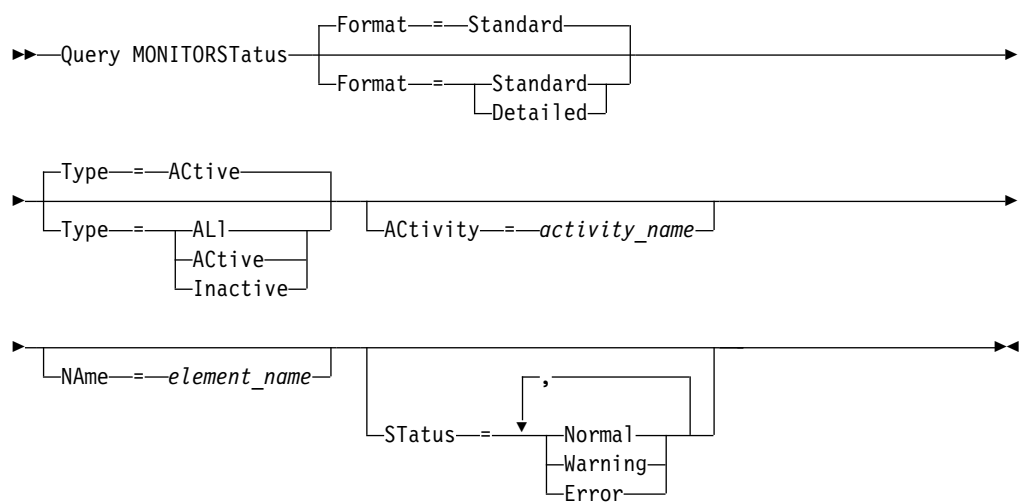 Format = Standard
Query MONITORSTatus
Format = Standard
Detailed
Type = ACtive
Type = ALl
ACtive
Inactive
ACtivity = activity_name
NAme = element_name
,
STatus = Normal
Warning
Error